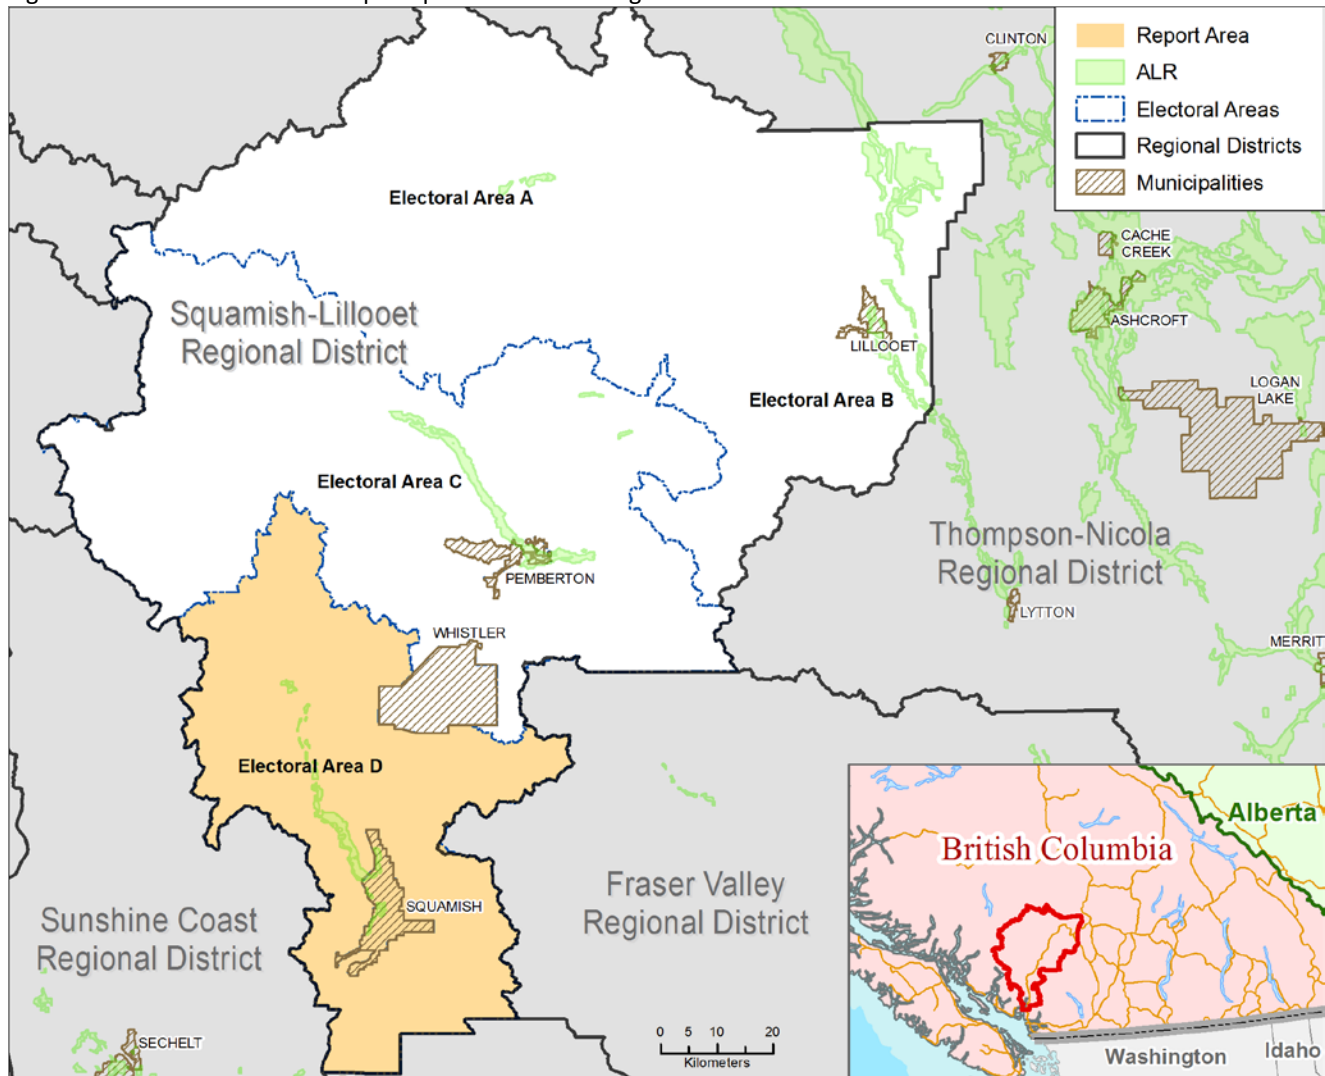 CLINTON
Report Area
ALR
Electoral Areas
Regional Districts
Municipalities
Electoral Area A
CACHE
CREEK
Squamish-Lillooet
Regional District
ASHCROFT
LILLOOET
LOGAN
LAKE
Electoral Area B
Electoral Area C
Thompson-Nicola
Regional District
PEMBERTON
LYTTON
WHISTLER
MERRITT
Electoral Area D
Alberta
British Columbia
Fraser Valley
Regional District
SQUAMISH
Sunshine Coast
Regional District
SECHELT
0 5 10 20
Kilometers
Washington
Idaho